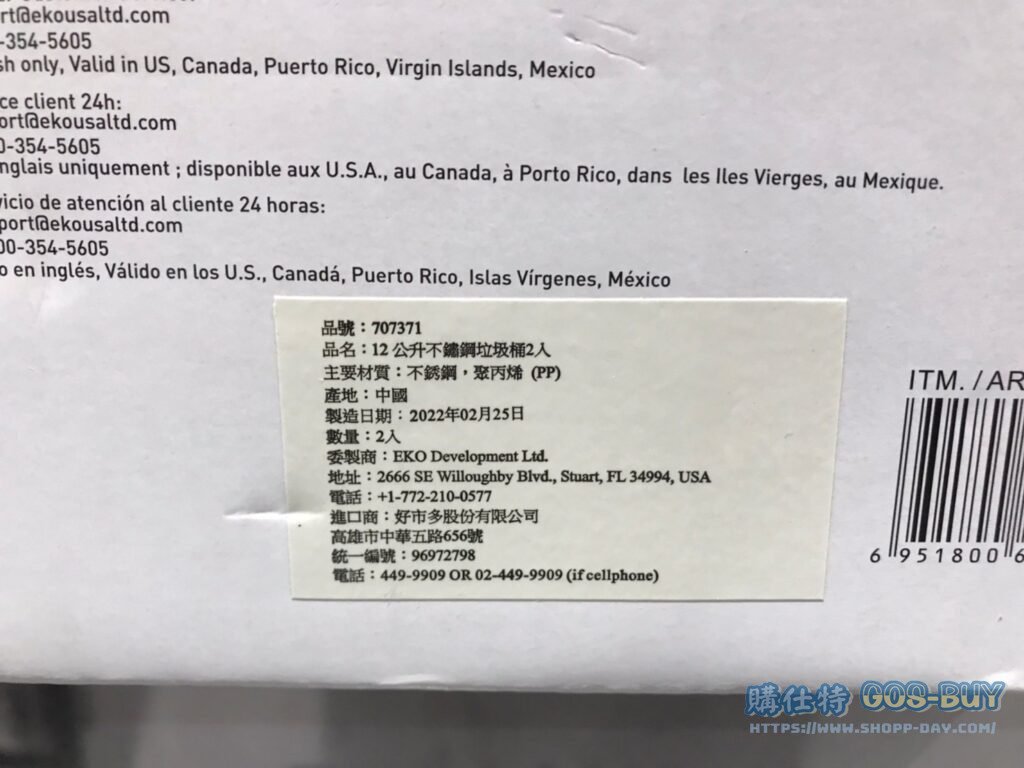 rt@ekousaltd.com
-354-5605
sh only, Valid in US, Canada, Puerto Rico, Virgin Islands, Mexico
ce client 24h:
ort@ekousaltd.com
0-354-5605
nglais uniquement ; disponible aux U.S.A., au Canada, à Porto Rico, dans les Iles Vierges, au Mexique.
vicio de atención al cliente 24 horas:
port@ekousaltd.com
00-354-5605
o en inglés, Válido en los U.S., Canadá, Puerto Rico, Islas Vírgenes, México
品號：707371
品名：12 公升不鏽鋼垃圾桶2入
主要材質：不銹鋼，聚丙烯 (PP)
產地：中國
製造日期：2022年02月25日
數量：2入
委製商：EKO Development Ltd.
地址：2666 SE Willoughby Blvd., Stuart, FL 34994, USA
電話：+1-772-210-0577
進口商：好市多股份有限公司
高雄市中華五路656號
統一編號：96972798
電話：449-9909 OR 02-449-9909 (if cellphone)
ITM. / AR
6 951800 6
購仕特 GOS-BUY
HTTPS://WWW.SHOPP-DAY.COM/